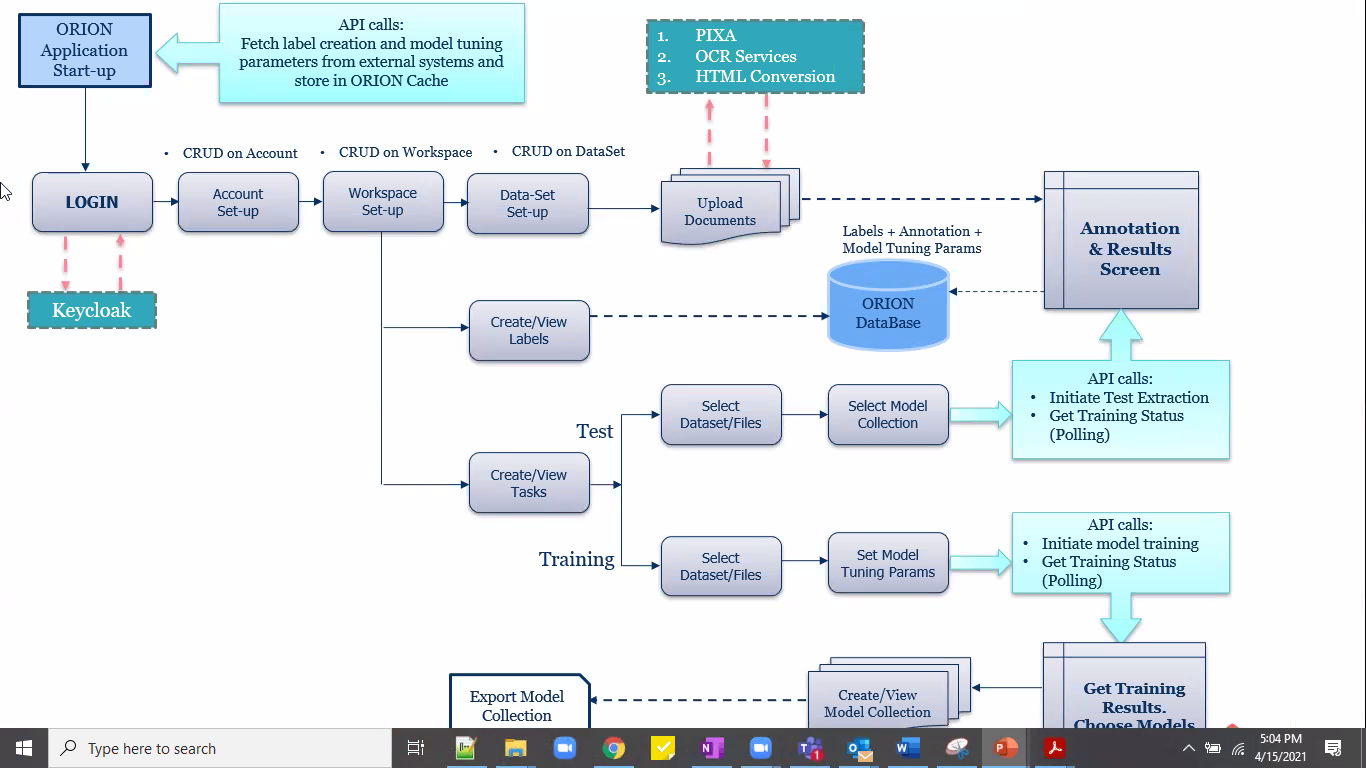 ORION
Application
Start-up
API calls:
Fetch label creation and model tuning
parameters from external systems and
store in ORION Cache
1. PIXA
2. OCR Services
3. HTML Conversion
• CRUD on Account
• CRUD on Workspace
• CRUD on DataSet
LOGIN
Account
Set-up
Workspace
Set-up
Data-Set
Set-up
Upload
Documents
Annotation
& Results
Screen
Labels + Annotation +
Model Tuning Params
ORION
DataBase
Keycloak
Create/View
Labels
API calls:
• Initiate Test Extraction
• Get Training Status
(Polling)
Test
Select
Dataset/Files
Select Model
Collection
Create/View
Tasks
Training
Select
Dataset/Files
Set Model
Tuning Params
API calls:
• Initiate model training
• Get Training Status
(Polling)
Export Model
Collection
Create/View
Model Collection
Get Training
Results.
Choose Models
Type here to search
5:04 PM
4/15/2021